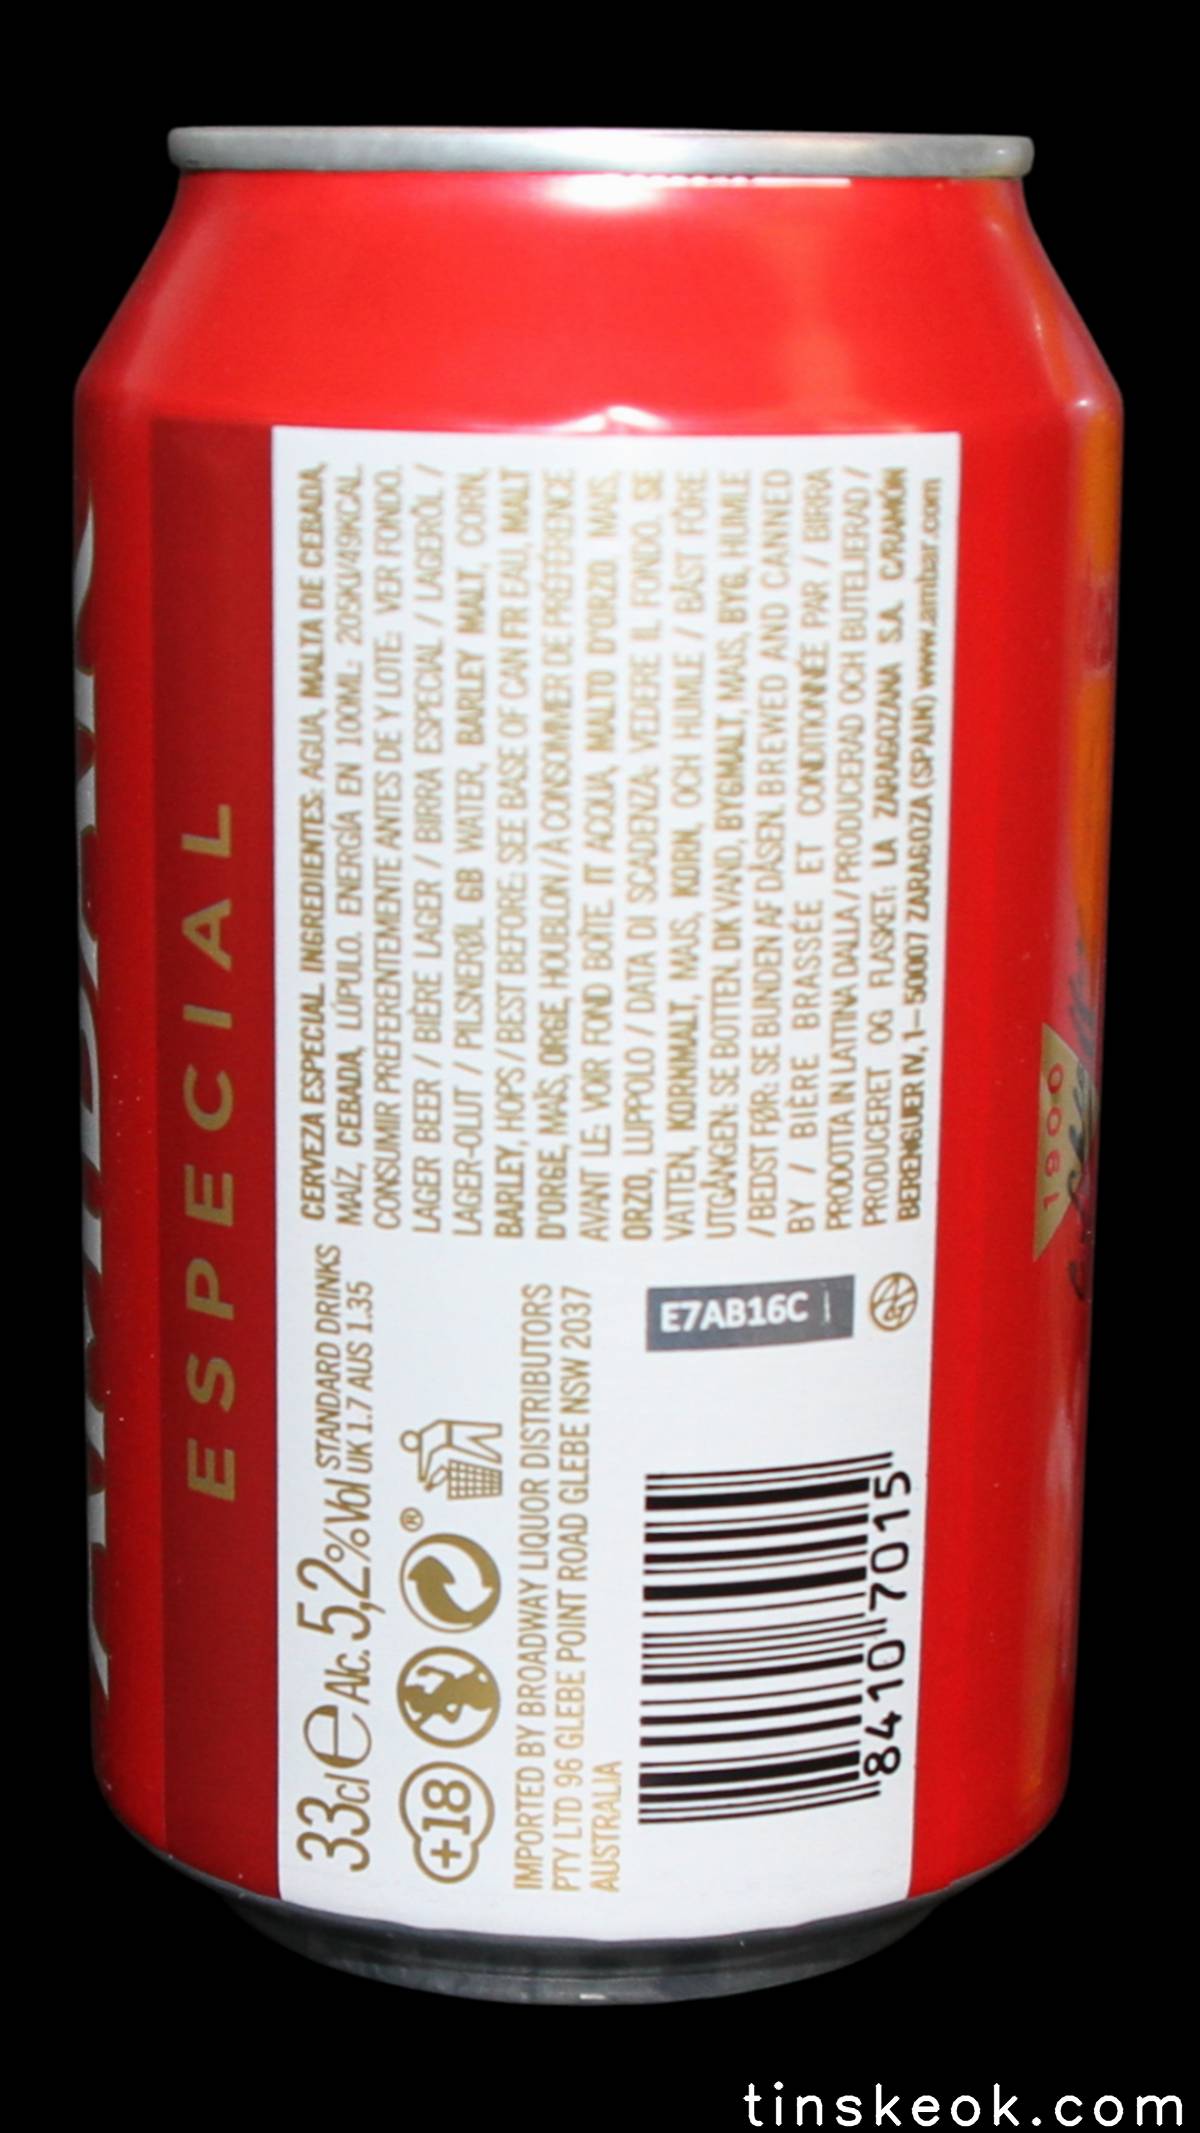 AMBAR
ESPECIAL
CERVEZA ESPECIAL. INGREDIENTES: AGUA, MALTA DE CEBADA,
MAÍZ, CEBADA, LÚPULO. ENERGÍA EN 100ML: 205KJ/49KCAL.
CONSUMIR PREFERENTEMENTE ANTES DE Y LOTE: VER FONDO.
LAGER BEER / BIÈRE LAGER / BIRRA ESPECIAL / LAGERÖL /
LAGER-OLUT / PILSNERØL. GB WATER, BARLEY MALT, CORN,
BARLEY, HOPS / BEST BEFORE: SEE BASE OF CAN FR EAU, MALT
D'ORGE, MAÏS, ORGE, HOUBLON / À CONSOMMER DE PRÉFÉRENCE
AVANT LE: VOIR FOND BOÎTE. IT ACQUA, MALTO D'ORZO, MAIS,
ORZO, LUPPOLO / DATA DI SCADENZA: VEDERE IL FONDO. SE
VATTEN, KORNMALT, MAJS, KORN, OCH HUMLE / BÄST FÖRE
UTGÅNGEN: SE BOTTEN. DK VAND, BYGMALT, MAJS, BYG, HUMLE
/ BEDST FØR: SE BUNDEN AF DÅSEN. BREWED AND CANNED
BY / BIÈRE BRASSÉE ET CONDITIONNÉE PAR / BIRRA
PRODOTTA IN LATTINA DALLA / PRODUCERAD OCH BUTELJERAD /
PRODUCERET OG FLASKET: LA ZARAGOZANA S.A. C/RAMÓN
BERENGUER IV, 1-50007 ZARAGOZA (SPAIN) www.ambar.com
33cl e Alc. 5,2%Vol STANDARD DRINKS
UK 1.7 AUS 1.35
+18
®
IMPORTED BY BROADWAY LIQUOR DISTRIBUTORS
PTY LTD 96 GLEBE POINT ROAD GLEBE NSW 2037
AUSTRALIA
E7AB16C
8410 7015
1900
tinskeok.com